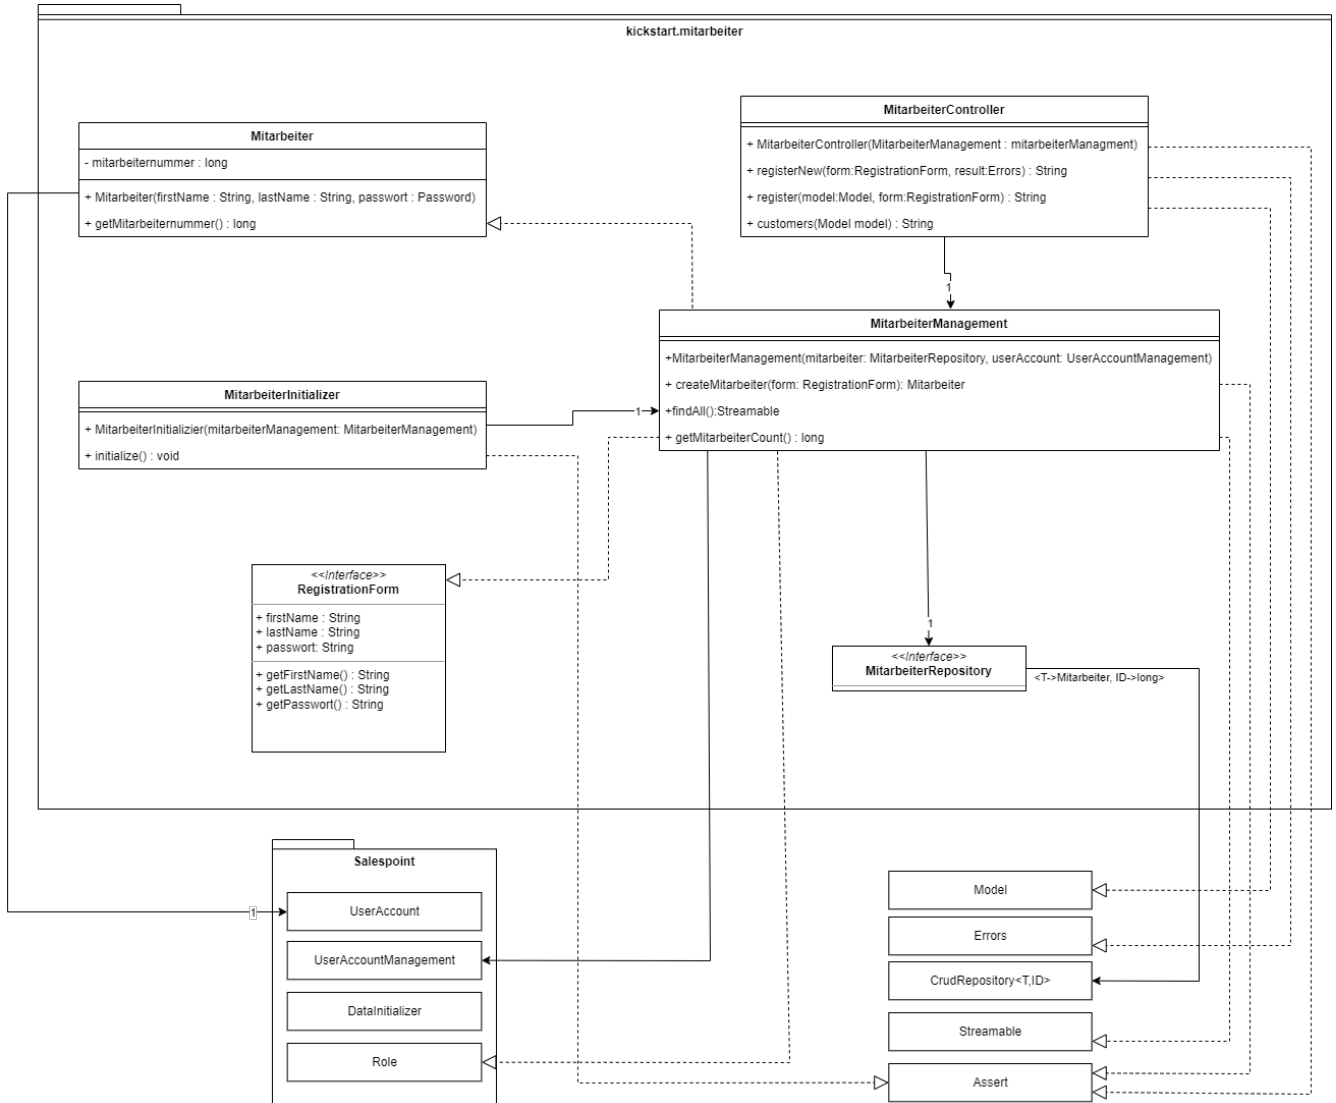 kickstart.mitarbeiter
Mitarbeiter
- mitarbeiternummer : long
+ Mitarbeiter(firstName : String, lastName : String, passwort : Password)
+ getMitarbeiternummer() : long
MitarbeiterController
+ MitarbeiterController(MitarbeiterManagement : mitarbeiterManagment)
+ registerNew(form:RegistrationForm, result:Errors) : String
+ register(model:Model, form:RegistrationForm) : String
+ customers(Model model) : String
1
MitarbeiterManagement
+MitarbeiterManagement(mitarbeiter: MitarbeiterRepository, userAccount: UserAccountManagement)
+ createMitarbeiter(form: RegistrationForm): Mitarbeiter
+findAll():Streamable
+ getMitarbeiterCount() : long
MitarbeiterInitializer
+ MitarbeiterInitializier(mitarbeiterManagement: MitarbeiterManagement)
+ initialize() : void
1
<<Interface>>
RegistrationForm
+ firstName : String
+ lastName : String
+ passwort: String
+ getFirstName() : String
+ getLastName() : String
+ getPasswort() : String
1
<<Interface>>
MitarbeiterRepository
<T->Mitarbeiter, ID->long>
Salespoint
1
UserAccount
UserAccountManagement
DataInitializer
Role
Model
Errors
CrudRepository<T,ID>
Streamable
Assert